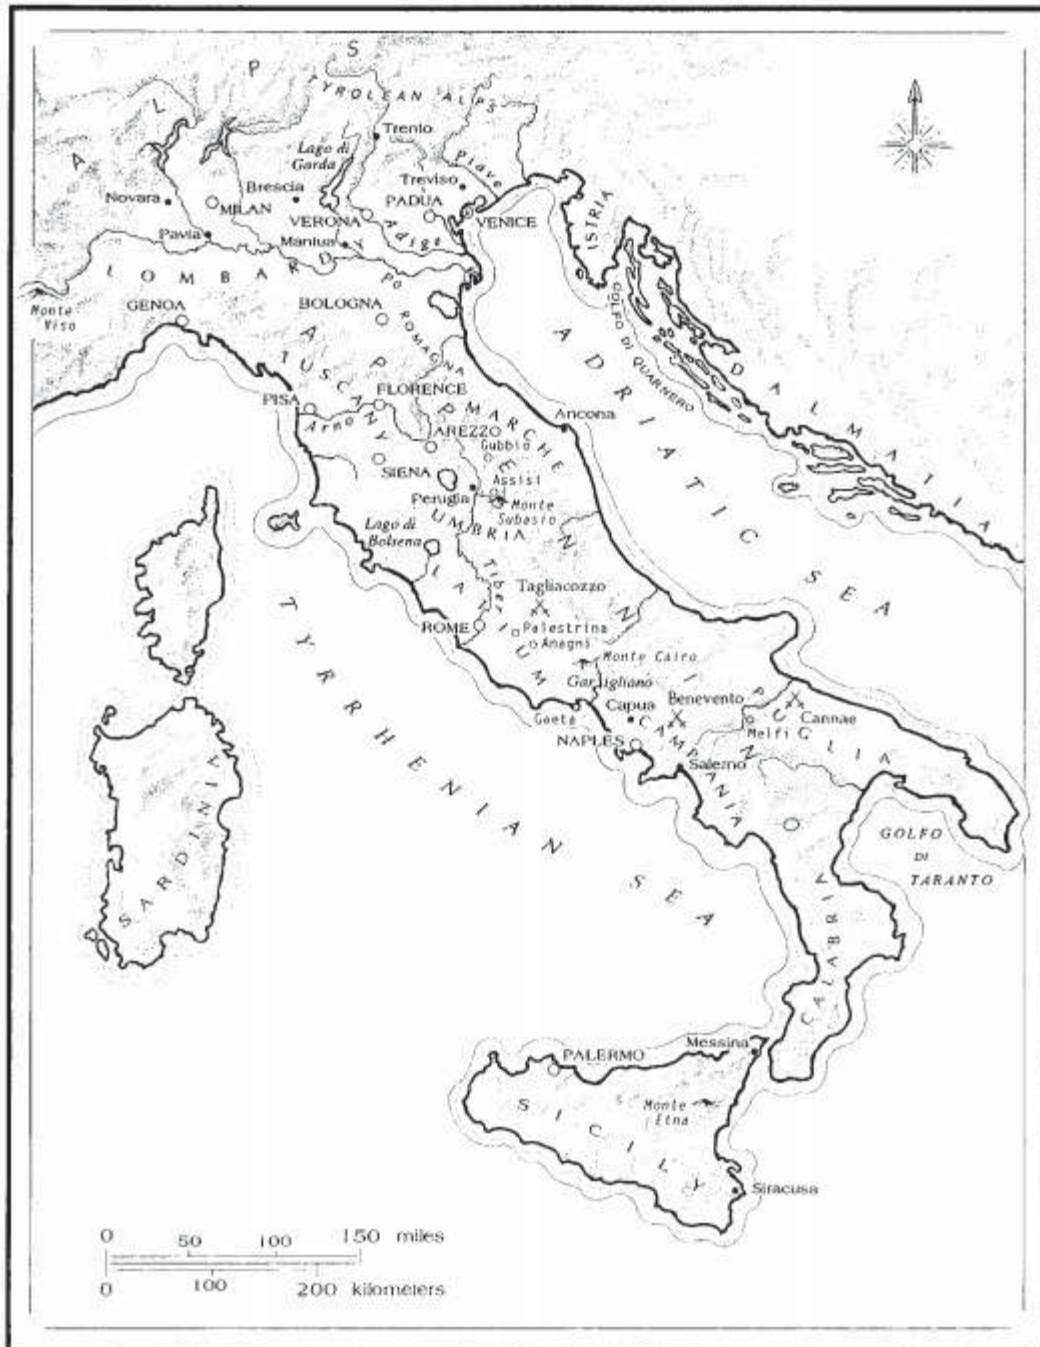 ALPS
TYROLEAN ALPS
Trento
Lago di
Garda
Piave
Treviso
Brescia
PADUA
Novara
MILAN
VERONA
VENICE
Adige
ISTRIA
Pavia
Mantua
LOMBARDY
Po
Monte
Viso
GENOA
BOLOGNA
ROMAGNA
GOLFO DI QUARNERO
ADRIATIC SEA
DALMATIA
TUSCANY
APPENNINO
FLORENCE
PISA
Arno
MARCHE
Ancona
AREZZO
Gubbio
SIENA
Assisi
Perugia
Monte
Subasio
UMBRIA
Lago di
Bolsena
Tiber
LATIUM
Tagliacozzo
ROME
Palestrina
Anagni
Monte Cairo
Garigliano
TYRRHENIAN SEA
Benevento
Capua
Gaeta
CAMPANIA
PUGLIA
Cannae
Melfi
NAPLES
Salerno
SARDINIA
GOLFO
DI
TARANTO
CALABRIA
Messina
PALERMO
Monte
Etna
SICILY
Siracusa
0 50 100 150 miles
0 100 200 kilometers